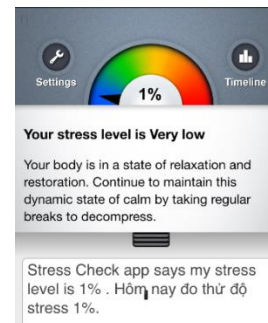 Settings
1%
Timeline
Your stress level is Very low
Your body is in a state of relaxation and
restoration. Continue to maintain this
dynamic state of calm by taking regular
breaks to decompress.
Stress Check app says my stress
level is 1% . Hôm nay đo thử độ
stress 1%.